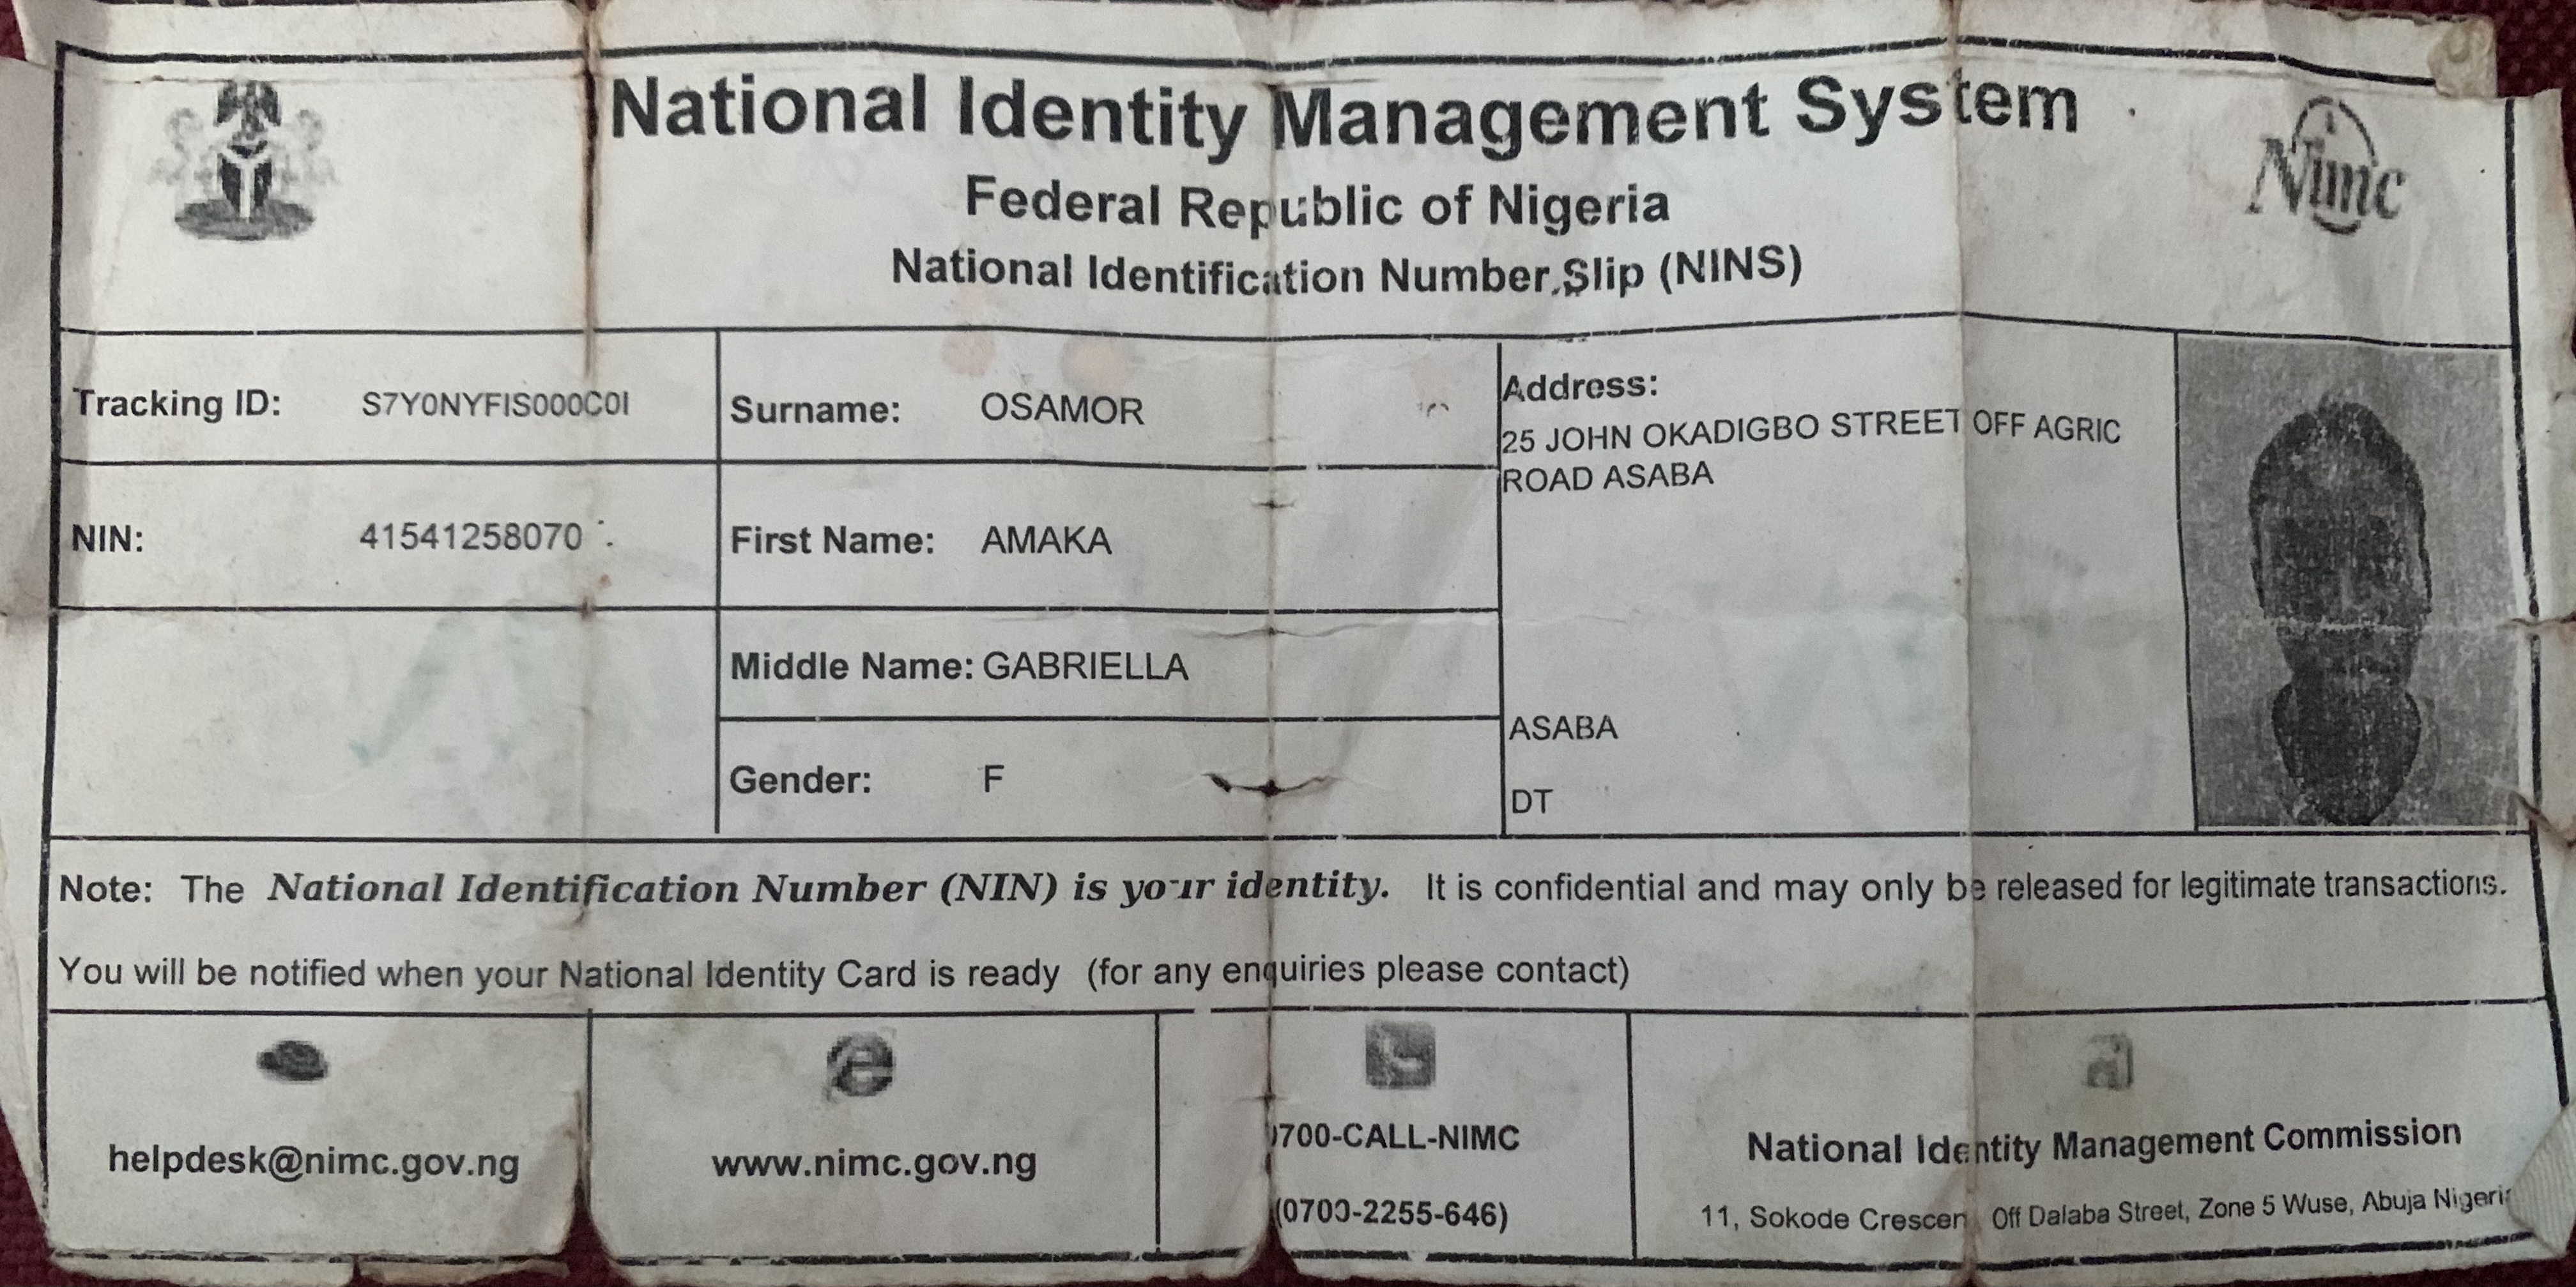 National Identity Management System
Federal Republic of Nigeria
National Identification Number Slip (NINS)
Nimc
Tracking ID: S7Y0NYFIS000C0I
Surname: OSAMOR
Address:
25 JOHN OKADIGBO STREET OFF AGRIC
ROAD ASABA
NIN: 41541258070
First Name: AMAKA
Middle Name: GABRIELLA
ASABA
Gender: F
DT
Note: The National Identification Number (NIN) is your identity. It is confidential and may only be released for legitimate transactions.
You will be notified when your National Identity Card is ready (for any enquiries please contact)
helpdesk@nimc.gov.ng
www.nimc.gov.ng
0700-CALL-NIMC
(0700-2255-646)
National Identity Management Commission
11, Sokode Crescen Off Dalaba Street, Zone 5 Wuse, Abuja Nigeria